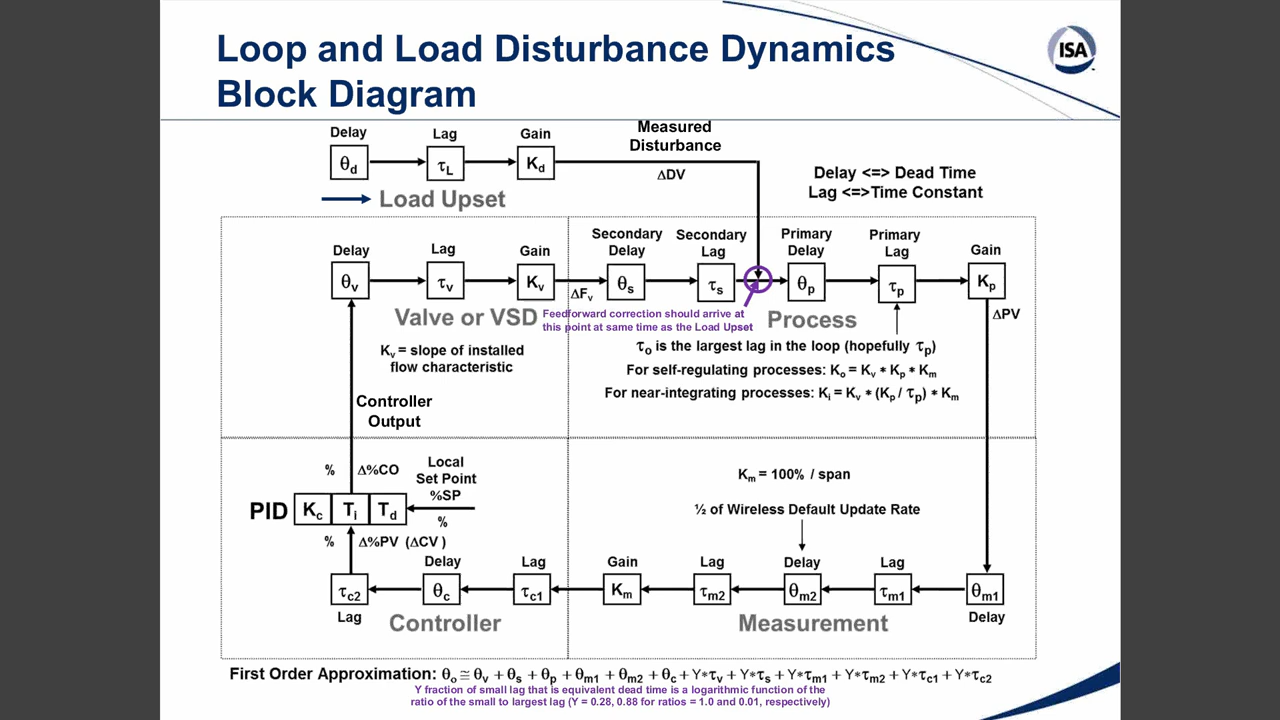 Loop and Load Disturbance Dynamics
Block Diagram
ISA
Delay
Lag
Gain
Measured
Disturbance
θd
τL
Kd
ΔDV
Delay <=> Dead Time
Lag <=>Time Constant
Load Upset
Delay
Lag
Gain
Secondary
Delay
Secondary
Lag
Primary
Delay
Primary
Lag
Gain
θv
τv
Kv
ΔFv
θs
τs
θp
τp
Kp
Valve or VSD
Feedforward correction should arrive at
this point at same time as the Load Upset
Process
ΔPV
Kv = slope of installed
flow characteristic
τo is the largest lag in the loop (hopefully τp)
For self-regulating processes: Ko = Kv * Kp * Km
For near-integrating processes: Ki = Kv * (Kp / τp) * Km
Controller
Output
% Δ%CO
Local
Set Point
%SP
%
PID Kc Ti Td
% Δ%PV (ΔCV )
Km = 100% / span
½ of Wireless Default Update Rate
Delay
Lag
Gain
Lag
Delay
Lag
τc2
θc
τc1
Km
τm2
θm2
τm1
θm1
Lag
Controller
Measurement
Delay
First Order Approximation: θo ≅ θv + θs + θp + θm1 + θm2 + θc + Y*τv + Y*τs + Y*τm1 + Y*τm2 + Y*τc1 + Y*τc2
Y fraction of small lag that is equivalent dead time is a logarithmic function of the
ratio of the small to largest lag (Y = 0.28, 0.88 for ratios = 1.0 and 0.01, respectively)